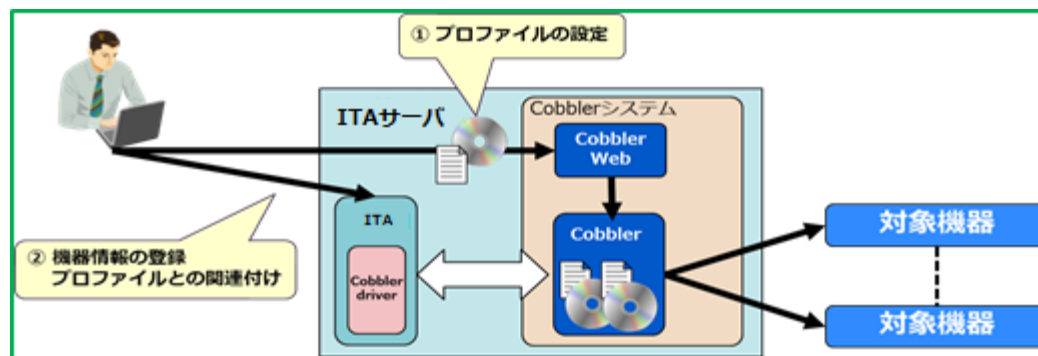 ① プロファイルの設定
ITAサーバ
Cobblerシステム
Cobbler
Web
ITA
Cobbler
driver
Cobbler
② 機器情報の登録
プロファイルとの関連付け
対象機器
対象機器